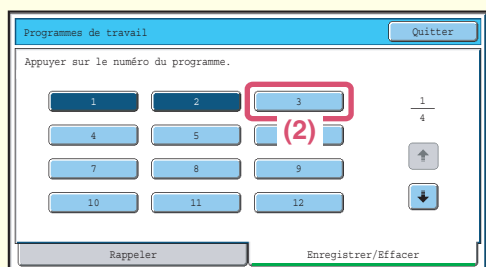 Programmes de travail Quitter
Appuyer sur le numéro du programme.
1 2 3 1
4 5 (2) 4
7 8 9
10 11 12
Rappeler Enregistrer/Effacer